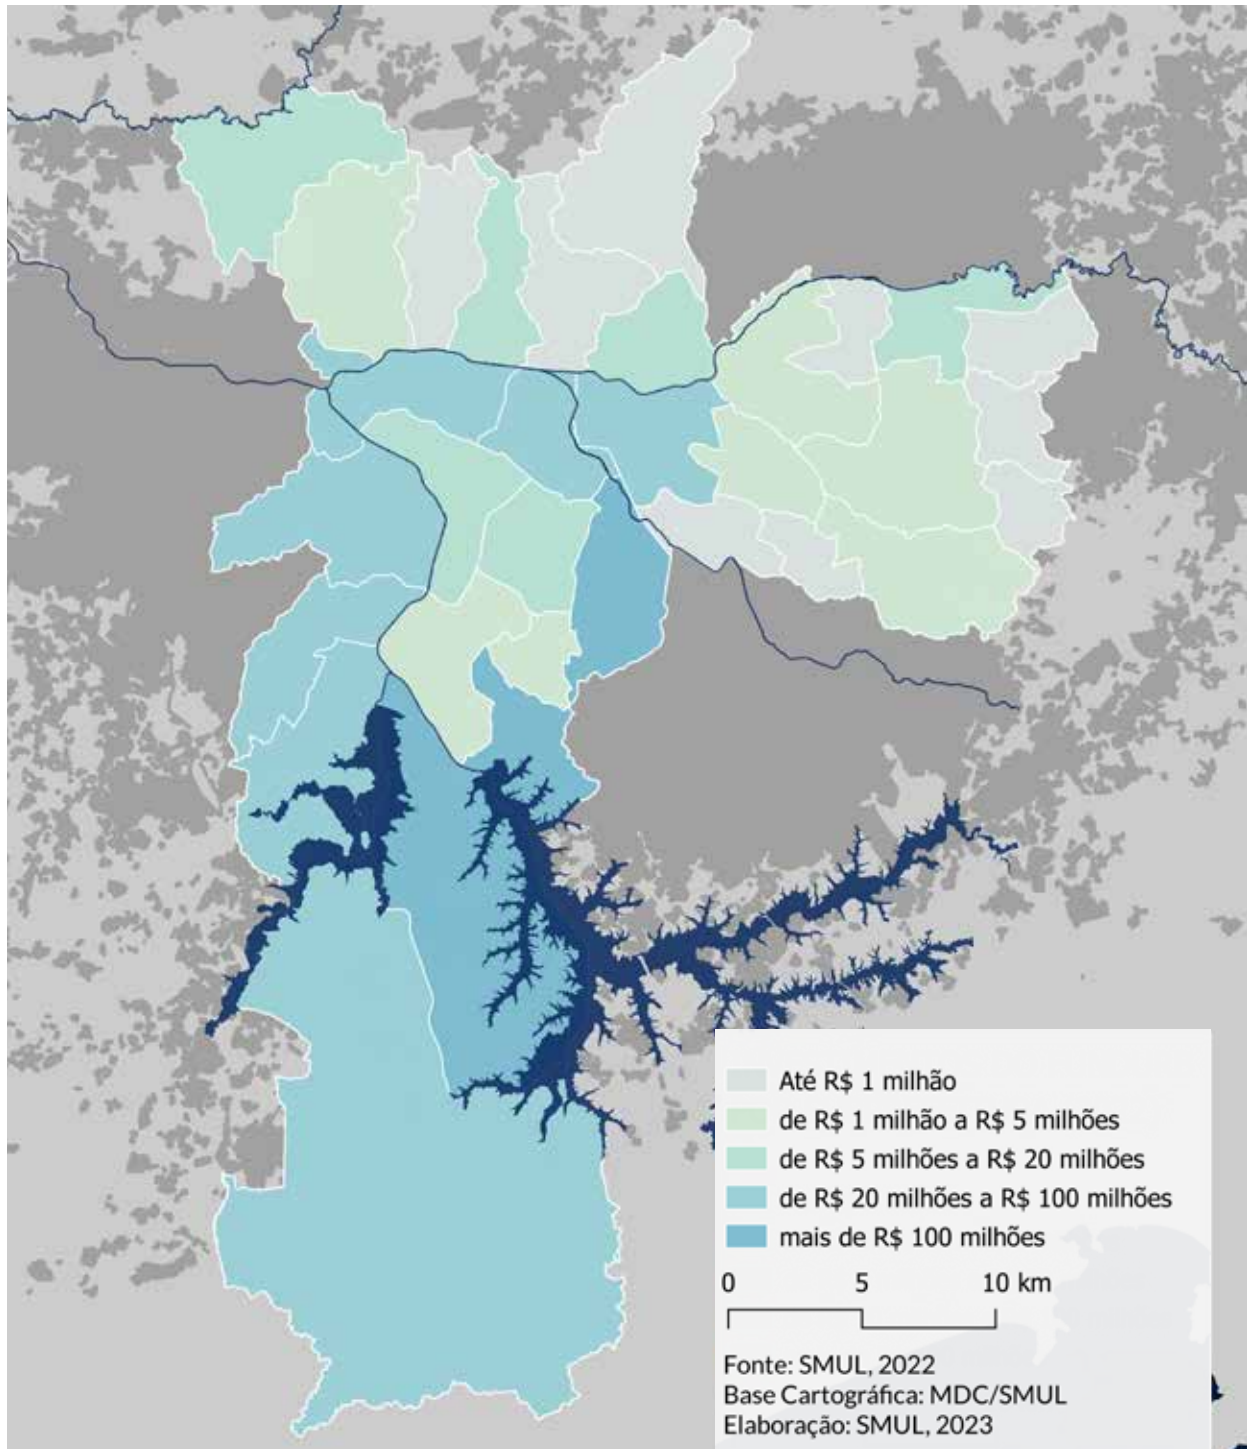 Até R$ 1 milhão
de R$ 1 milhão a R$ 5 milhões
de R$ 5 milhões a R$ 20 milhões
de R$ 20 milhões a R$ 100 milhões
mais de R$ 100 milhões
0 5 10 km
Fonte: SMUL, 2022
Base Cartográfica: MDC/SMUL
Elaboração: SMUL, 2023